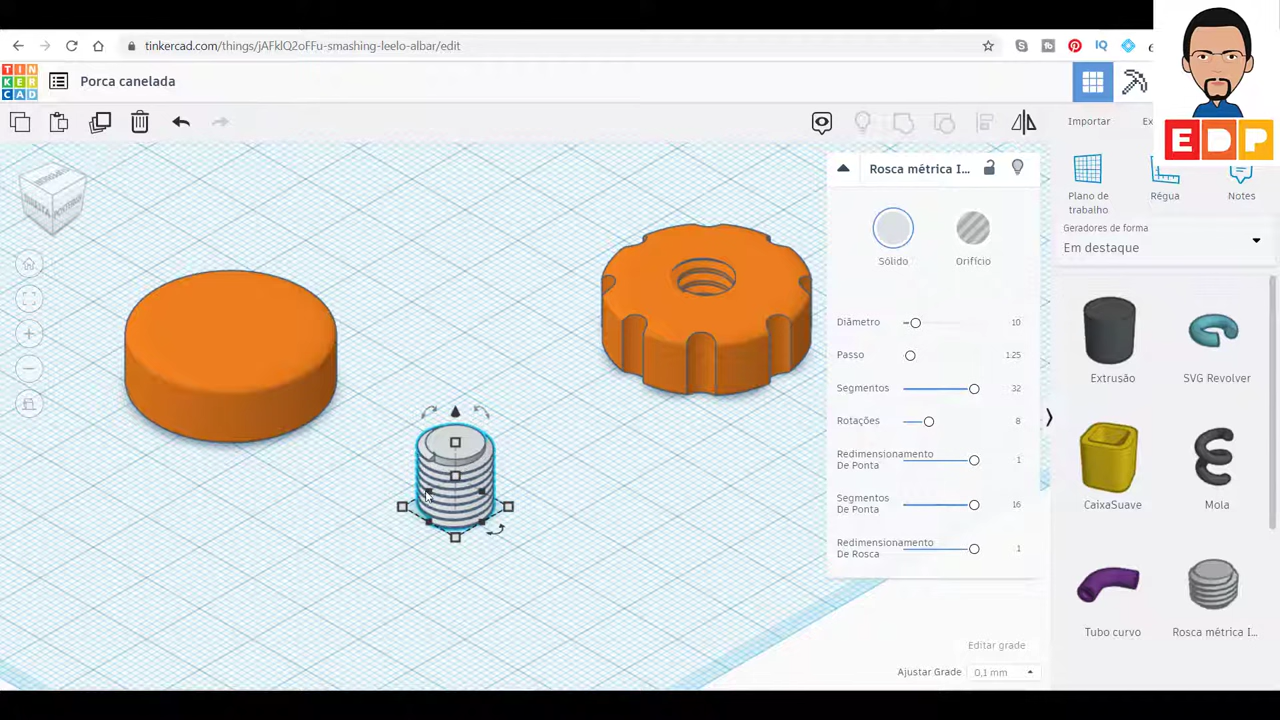 tinkercad.com/things/jAFklQ2oFFu-smashing-leelo-albar/edit
IQ
TIN
KER
CAD
Porca canelada
EDP
Importar
Ex
Rosca métrica I...
Plano de
trabalho
Régua
Notes
Geradores de forma
Em destaque
Sólido
Orifício
Diâmetro 10
Passo 1.25
Segmentos 32
Rotações 8
Redimensionamento
De Ponta 1
Segmentos
De Ponta 16
Redimensionamento
De Rosca 1
Extrusão
SVG Revolver
CaixaSuave
Mola
Tubo curvo
Rosca métrica I...
Editar grade
Ajustar Grade 0,1 mm